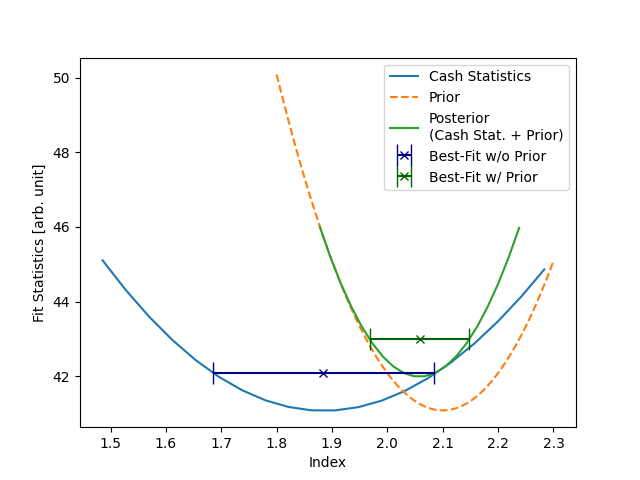 50
48
46
44
42
Fit Statistics [arb. unit]
1.5 1.6 1.7 1.8 1.9 2.0 2.1 2.2 2.3
Index
Cash Statistics
Prior
Posterior
(Cash Stat. + Prior)
Best-Fit w/o Prior
Best-Fit w/ Prior